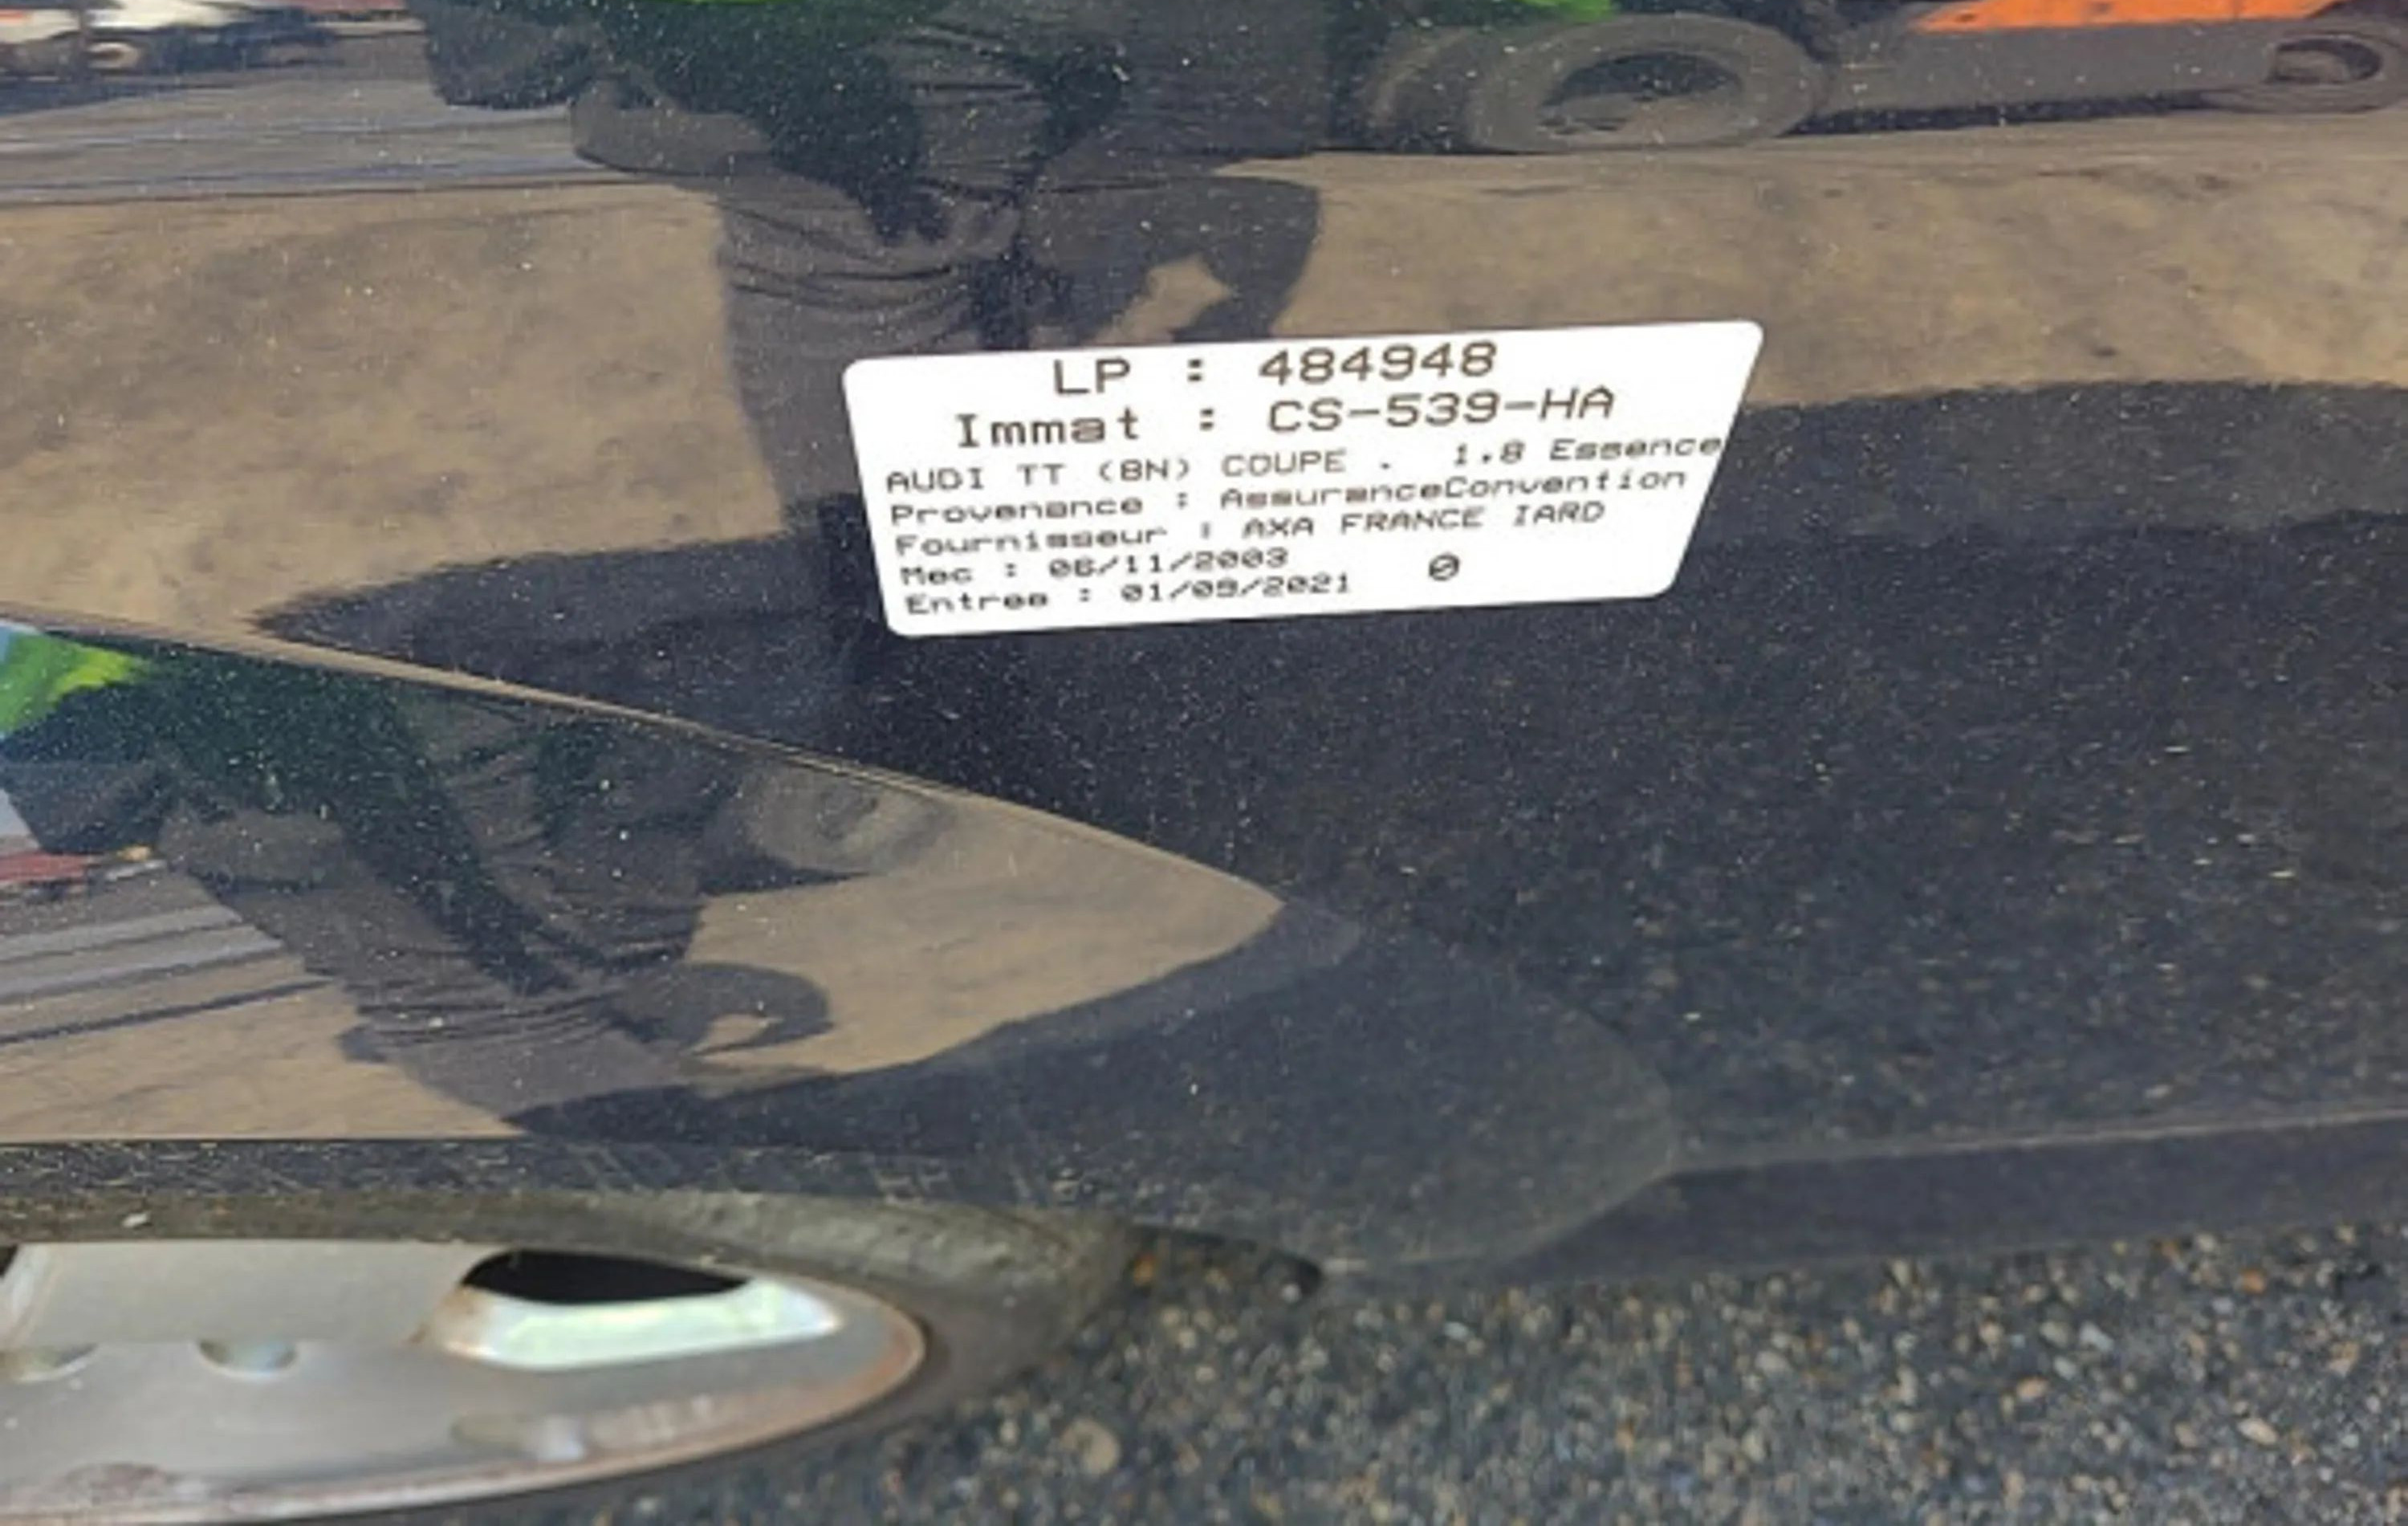 LP : 484948
Immat : CS-539-HA
AUDI TT (8N) COUPE . 1.8 Essence
Provenance : AssuranceConvention
Fournisseur : AXA FRANCE IARD
Mec : 06/11/2003
Entree : 01/09/2021 0